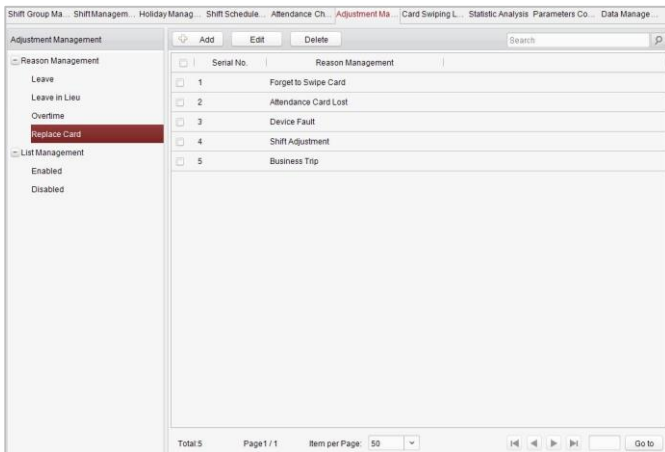 Shift Group Ma... ShiftManagem... Holiday Manag... Shift Schedule... Attendance Ch... Adjustment Ma... Card Swiping L... Statistic Analysis Parameters Co... Data Manage...
Adjustment Management
Reason Management
Leave
Leave in Lieu
Overtime
Replace Card
List Management
Enabled
Disabled
Add Edit Delete Search
Serial No. Reason Management
1 Forget to Swipe Card
2 Attendance Card Lost
3 Device Fault
4 Shift Adjustment
5 Business Trip
Total:5 Page1 / 1 Item per Page: 50 Go to